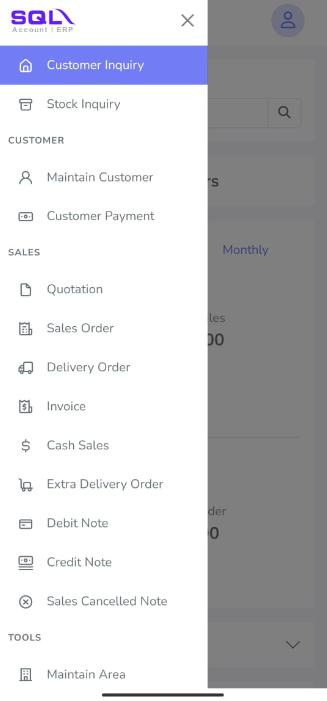 SQL
Account | ERP
Customer Inquiry
Stock Inquiry
CUSTOMER
Maintain Customer
rs
Customer Payment
SALES
Monthly
Quotation
les
Sales Order
00
Delivery Order
Invoice
Cash Sales
Extra Delivery Order
der
Debit Note
0
Credit Note
Sales Cancelled Note
TOOLS
Maintain Area